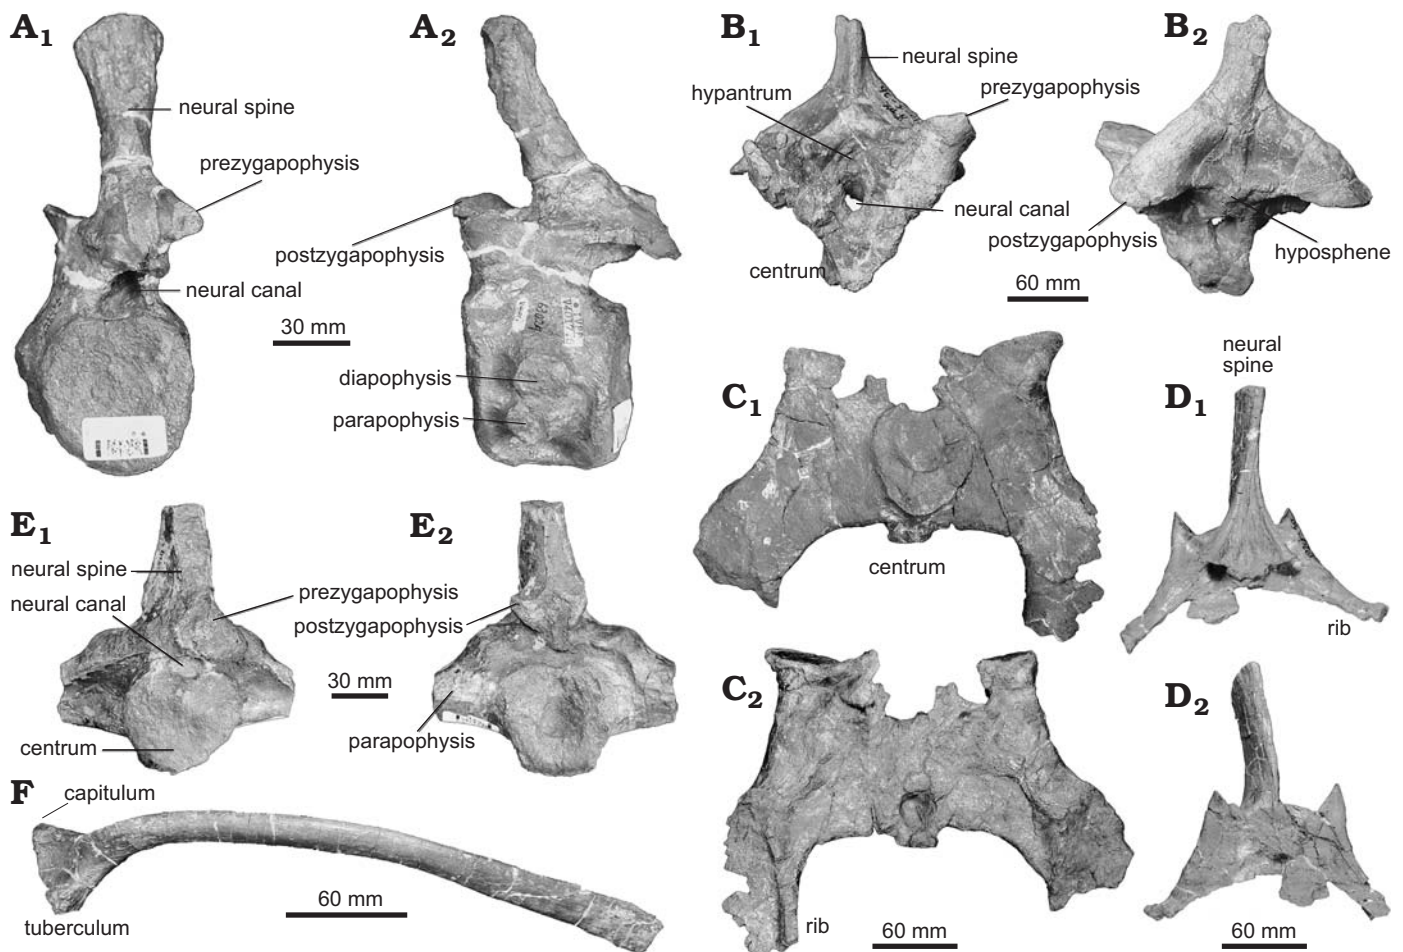 A1
neural spine
prezygapophysis
neural canal
30 mm
A2
postzygapophysis
diapophysis
parapophysis
B1
neural spine
hypantrum
prezygapophysis
neural canal
centrum
B2
postzygapophysis
hyposphene
60 mm
C1
centrum
neural
spine
D1
rib
E1
neural spine
neural canal
centrum
E2
prezygapophysis
postzygapophysis
30 mm
parapophysis
C2
rib
60 mm
D2
60 mm
F
capitulum
tuberculum
60 mm